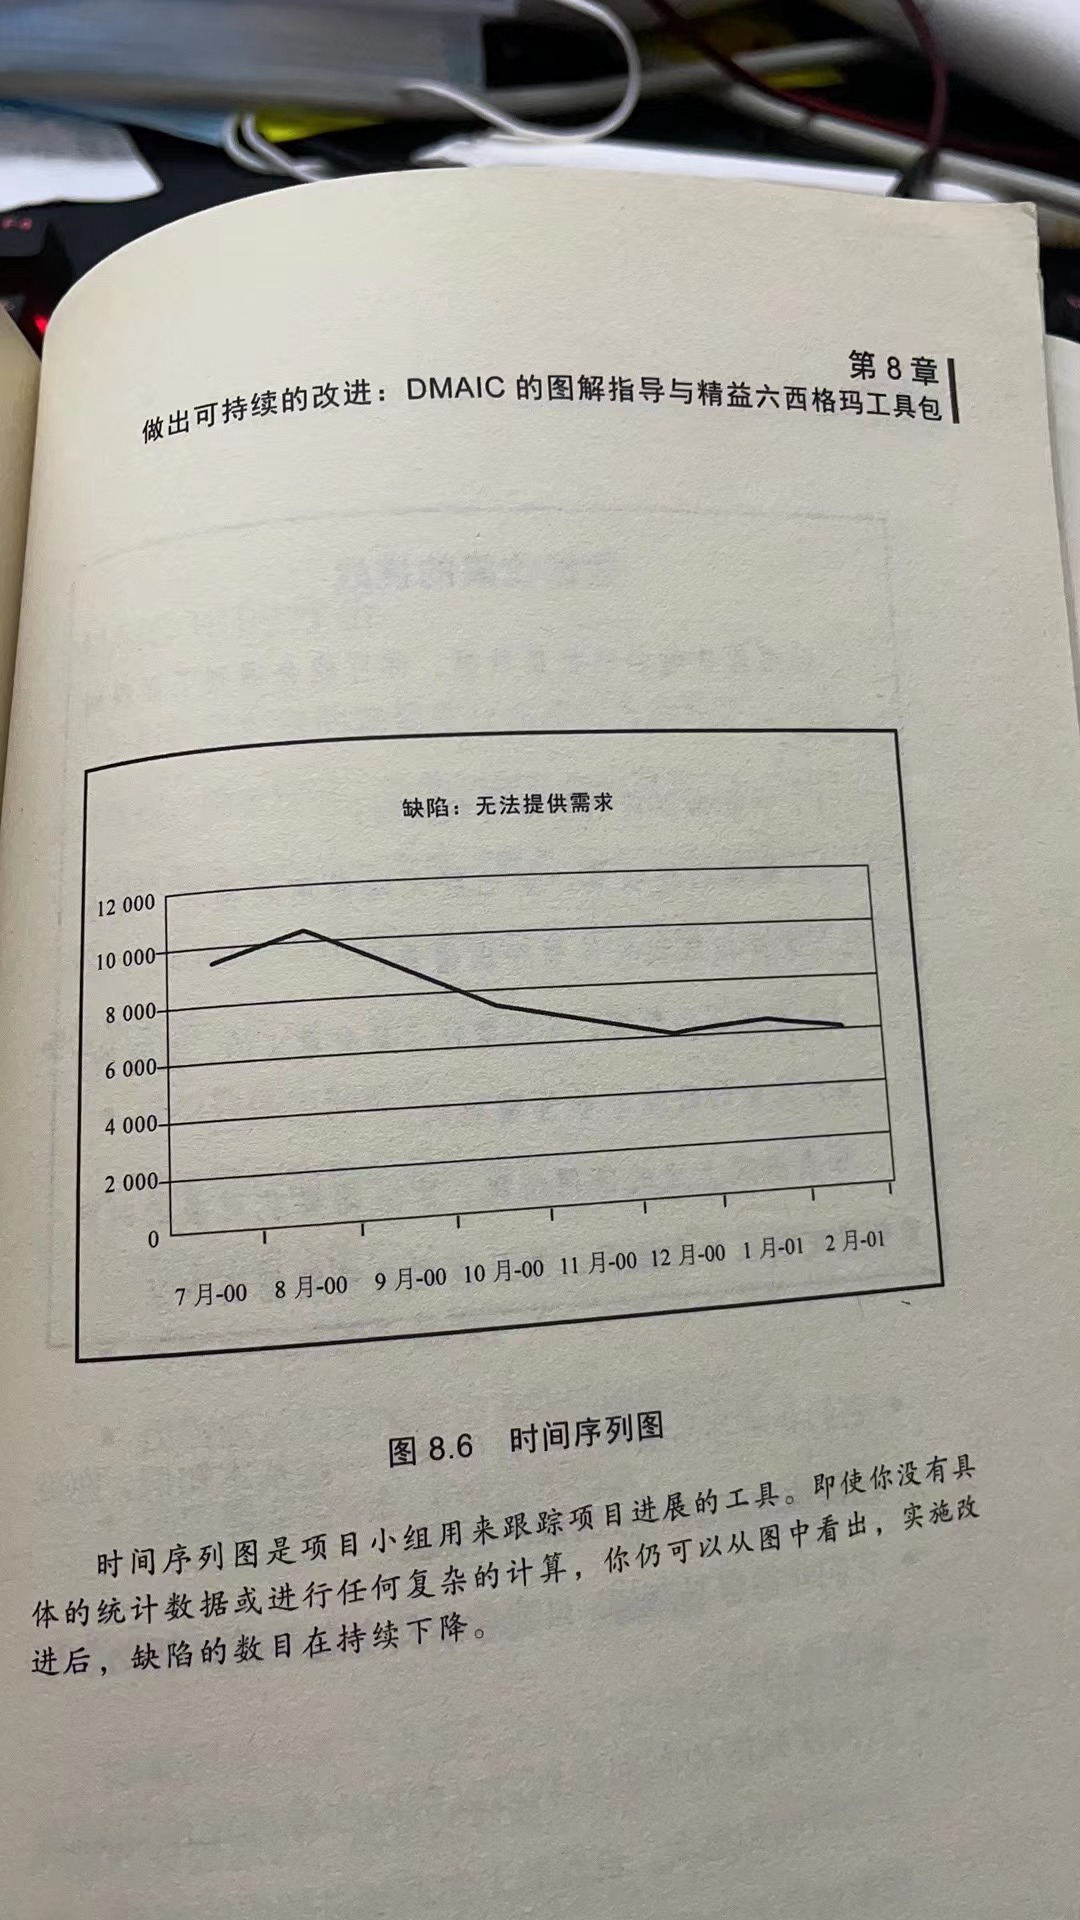 第 8 章
做出可持续的改进：DMAIC 的图解指导与精益六西格玛工具包
缺陷：无法提供需求
12 000
10 000
8 000
6 000
4 000
2 000
0
7 月-00 8 月-00 9 月-00 10 月-00 11 月-00 12 月-00 1 月-01 2 月-01
图 8.6 时间序列图
时间序列图是项目小组用来跟踪项目进展的工具。即使你没有具
体的统计数据或进行任何复杂的计算，你仍可以从图中看出，实施改
进后，缺陷的数目在持续下降。